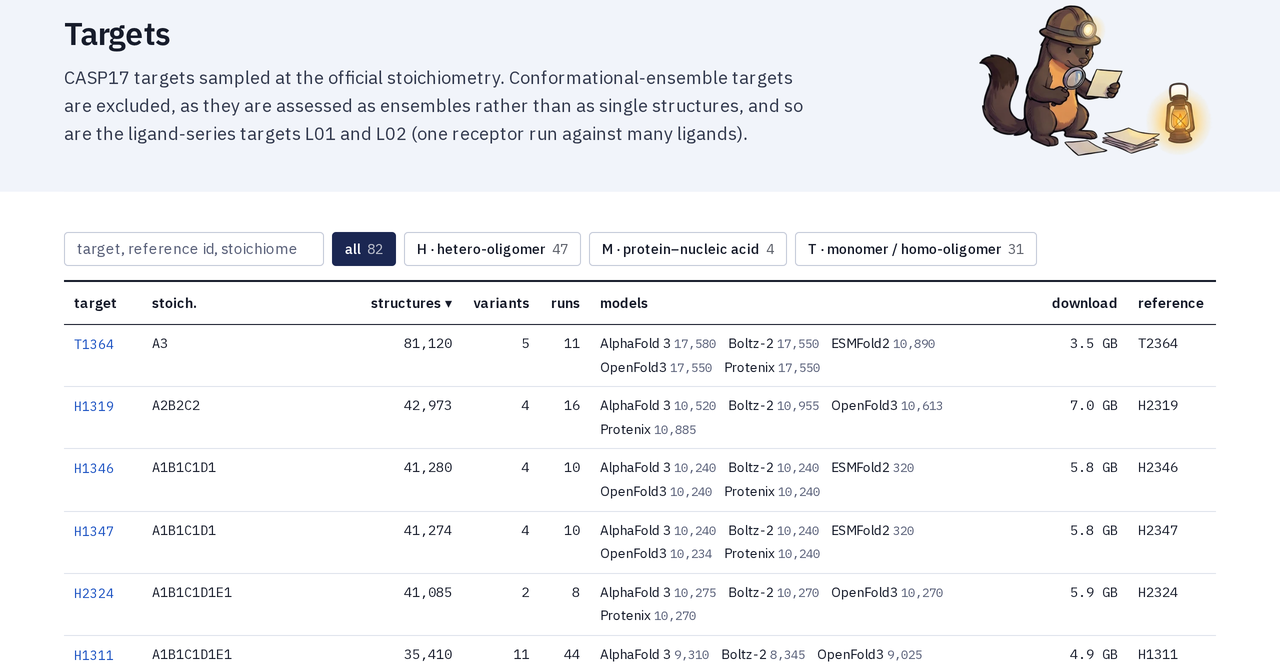 Targets
CASP17 targets sampled at the official stoichiometry. Conformational-ensemble targets
are excluded, as they are assessed as ensembles rather than as single structures, and so
are the ligand-series targets L01 and L02 (one receptor run against many ligands).
target, reference id, stoichiome
all 82
H · hetero-oligomer 47
M · protein–nucleic acid 4
T · monomer / homo-oligomer 31
target stoich. structures ▾ variants runs models download reference
T1364 A3 81,120 5 11 AlphaFold 3 17,580 Boltz-2 17,550 ESMFold2 10,890 3.5 GB T2364
OpenFold3 17,550 Protenix 17,550
H1319 A2B2C2 42,973 4 16 AlphaFold 3 10,520 Boltz-2 10,955 OpenFold3 10,613 7.0 GB H2319
Protenix 10,885
H1346 A1B1C1D1 41,280 4 10 AlphaFold 3 10,240 Boltz-2 10,240 ESMFold2 320 5.8 GB H2346
OpenFold3 10,240 Protenix 10,240
H1347 A1B1C1D1 41,274 4 10 AlphaFold 3 10,240 Boltz-2 10,240 ESMFold2 320 5.8 GB H2347
OpenFold3 10,234 Protenix 10,240
H2324 A1B1C1D1E1 41,085 2 8 AlphaFold 3 10,275 Boltz-2 10,270 OpenFold3 10,270 5.9 GB H2324
Protenix 10,270
H1311 A1B1C1D1E1 35,410 11 44 AlphaFold 3 9,310 Boltz-2 8,345 OpenFold3 9,025 4.9 GB H1311